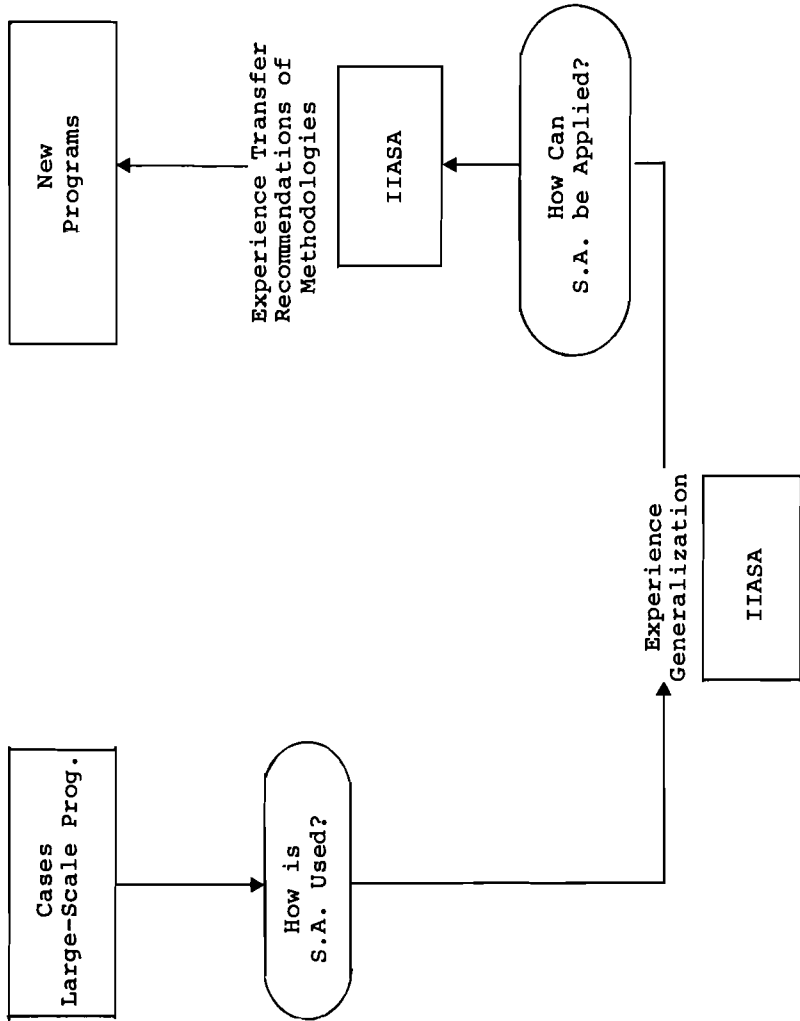 Cases
Large-Scale Prog.
How is
S.A. Used?
Experience
Generalization
IIASA
How Can
S.A. be Applied?
IIASA
Experience Transfer
Recommendations of
Methodologies
New
Programs